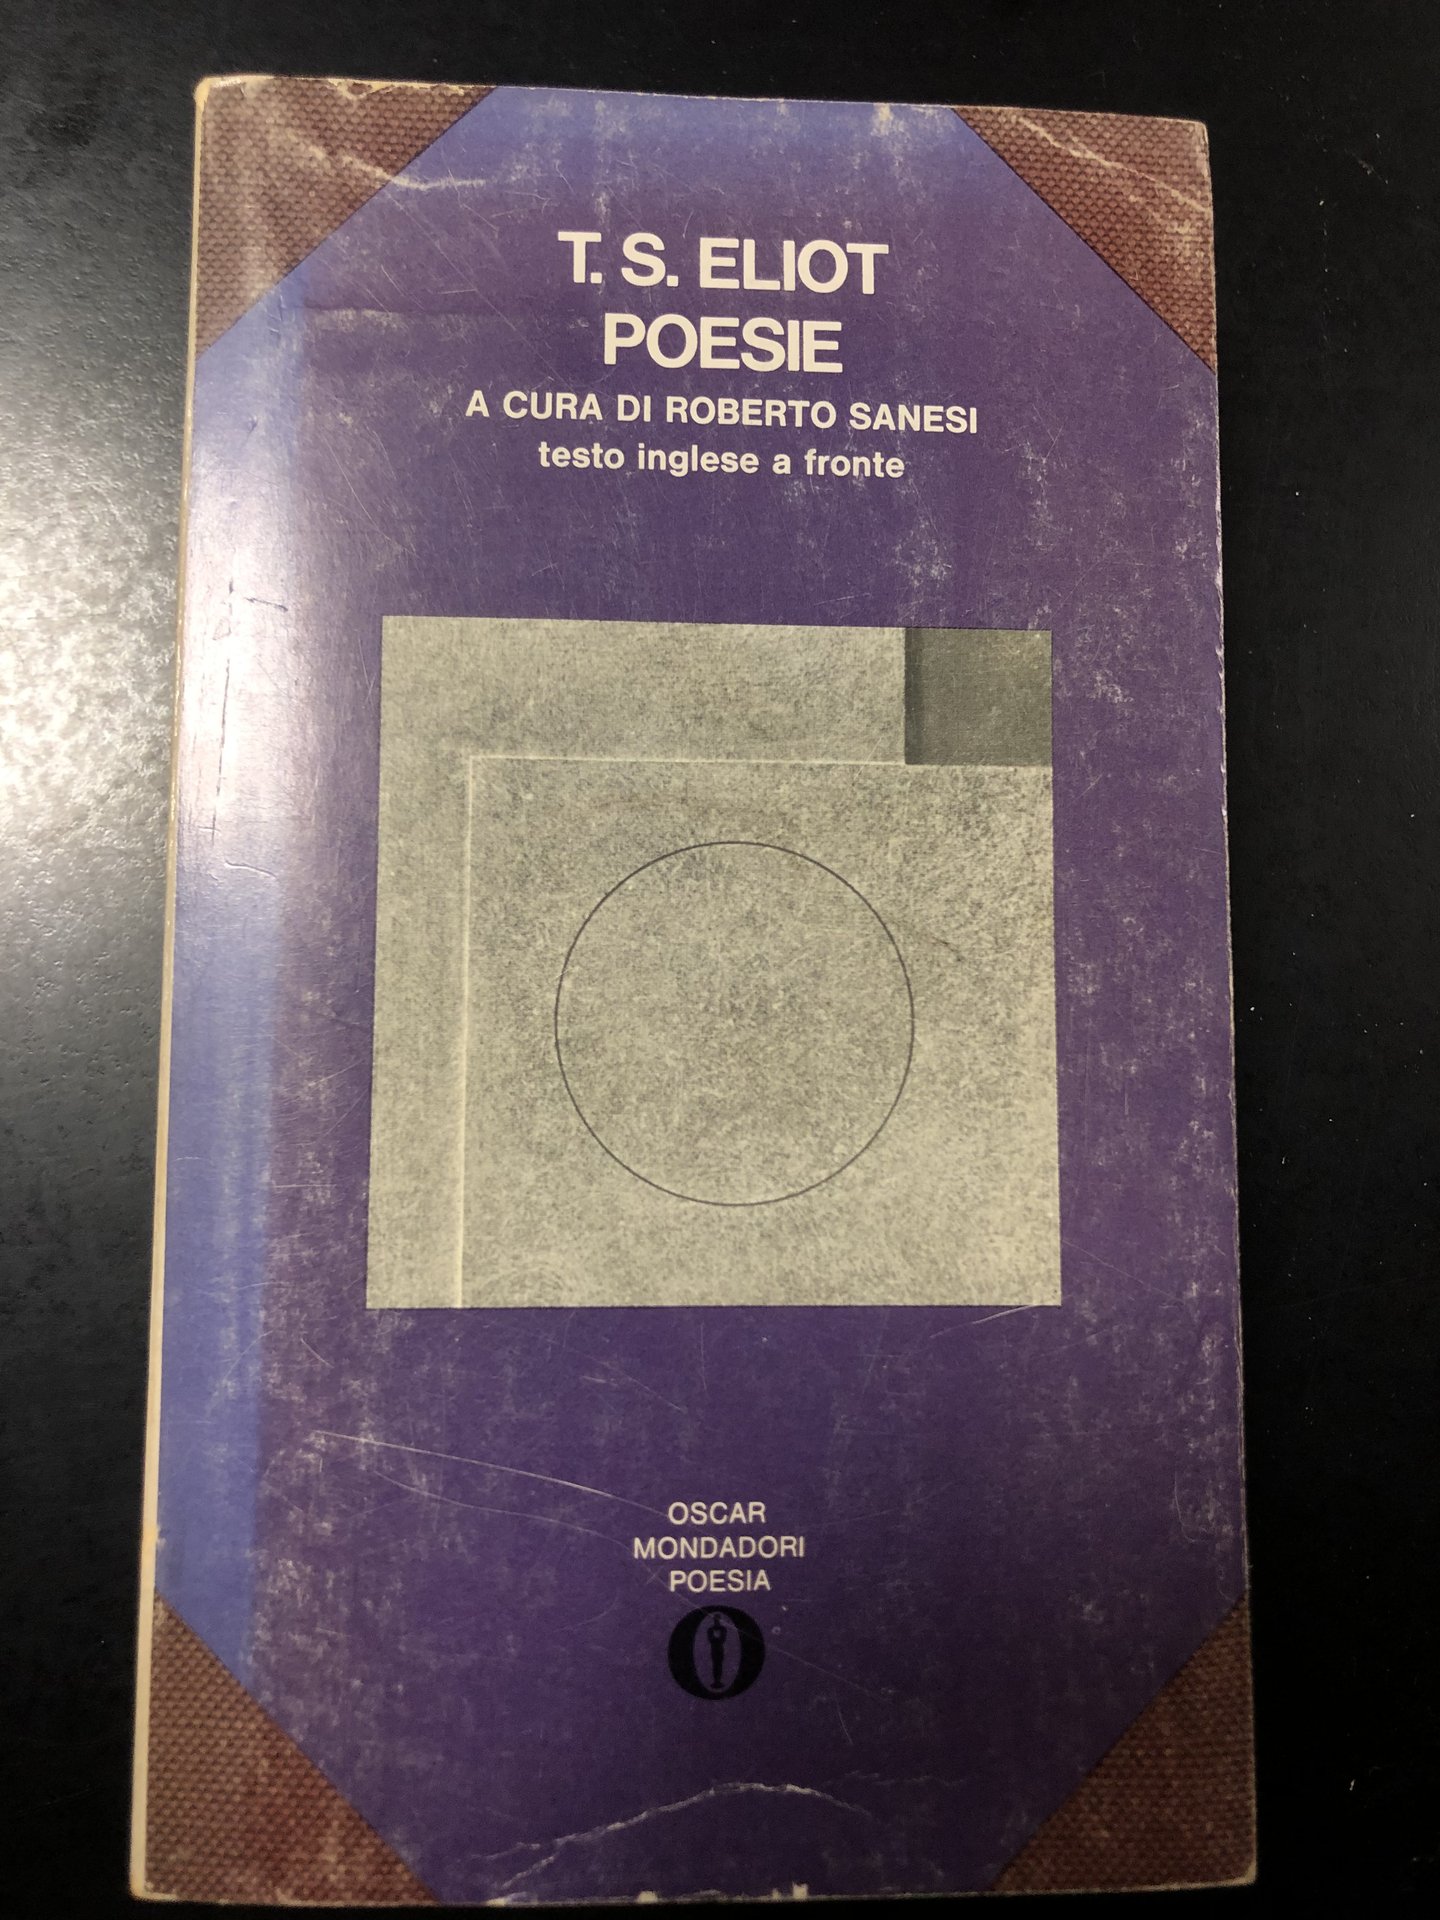 T. S. ELIOT
POESIE
A CURA DI ROBERTO SANESI
testo inglese a fronte
OSCAR
MONDADORI
POESIA